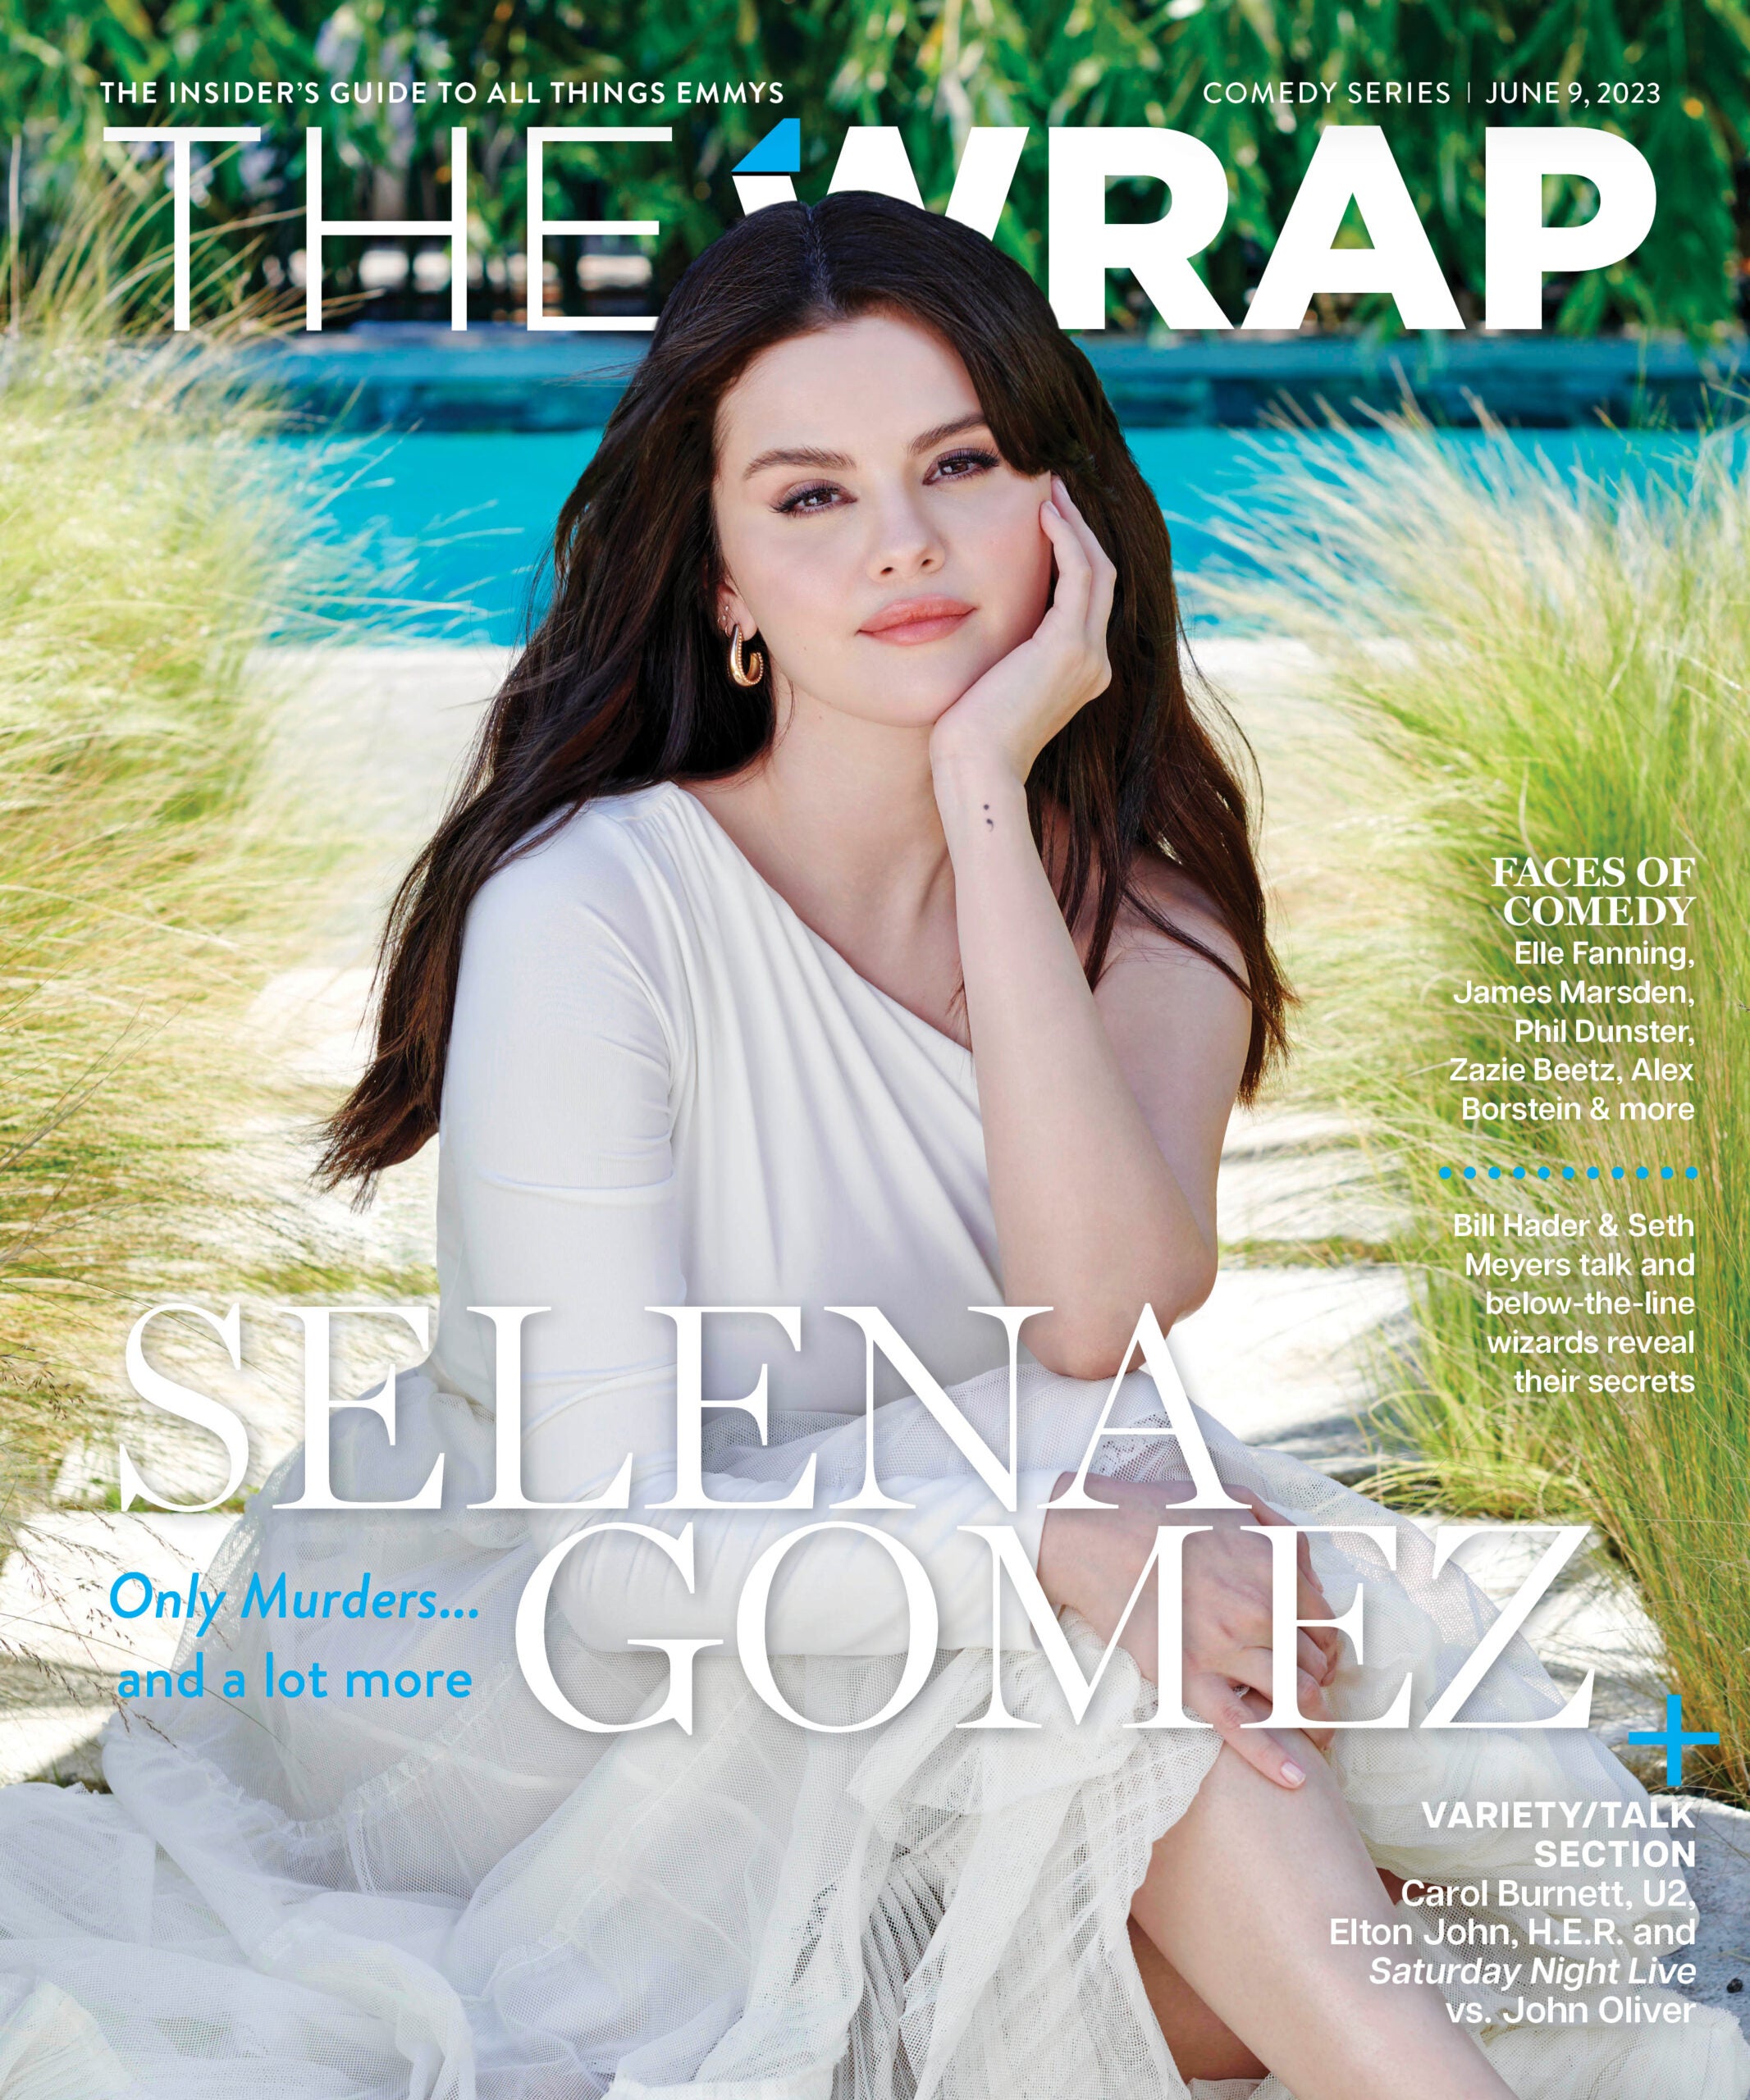 THE INSIDER'S GUIDE TO ALL THINGS EMMYS
COMEDY SERIES | JUNE 9, 2023
THE WRAP
FACES OF
COMEDY
Elle Fanning,
James Marsden,
Phil Dunster,
Zazie Beetz, Alex
Borstein & more
Bill Hader & Seth
Meyers talk and
below-the-line
wizards reveal
their secrets
SELENA
GOMEZ
Only Murders...
and a lot more
+
VARIETY/TALK
SECTION
Carol Burnett, U2,
Elton John, H.E.R. and
Saturday Night Live
vs. John Oliver